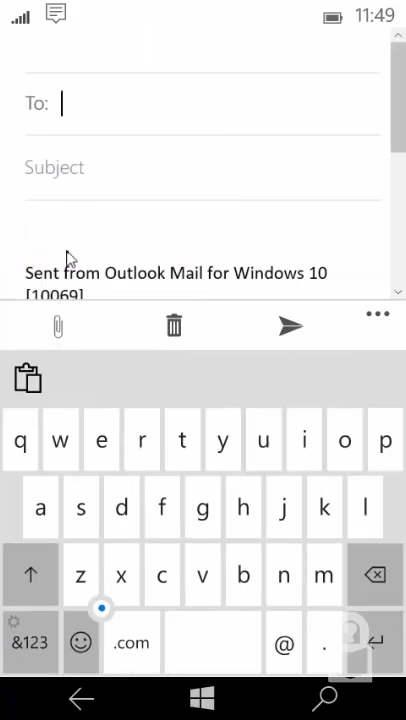 11:49
To:
Subject
Sent from Outlook Mail for Windows 10
[10069]
q w e r t y u i o p
a s d f g h j k l
z x c v b n m
&123 .com @ .